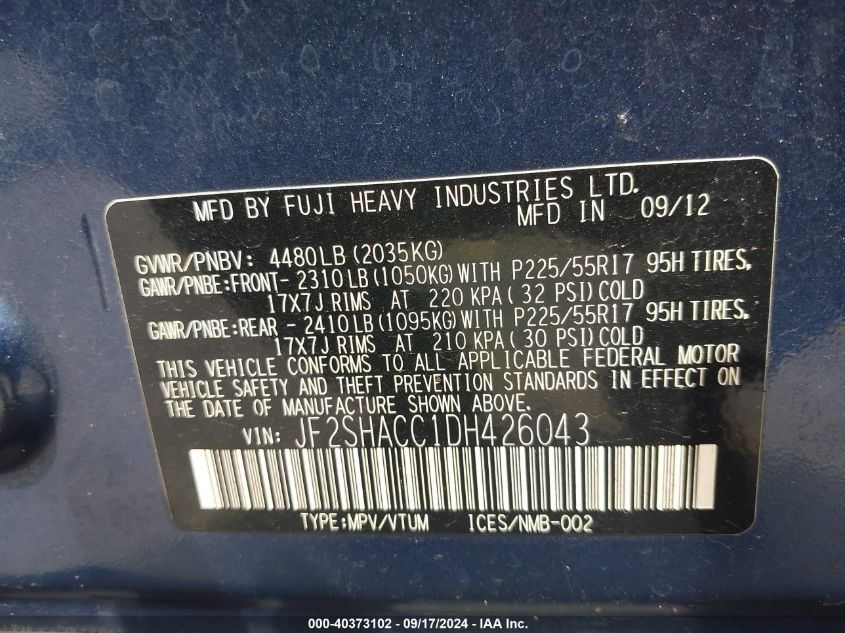 MFD BY FUJI HEAVY INDUSTRIES LTD.
MFD IN 09/12
GVWR/PNBV: 4480LB (2035KG)
GAWR/PNBE:FRONT- 2310LB(1050KG)WITH P225/55R17 95H TIRES,
17X7J RIMS AT 220 KPA( 32 PSI)COLD
GAWR/PNBE:REAR - 2410LB(1095KG)WITH P225/55R17 95H TIRES,
17X7J RIMS AT 210 KPA( 30 PSI)COLD
THIS VEHICLE CONFORMS TO ALL APPLICABLE FEDERAL MOTOR
VEHICLE SAFETY AND THEFT PREVENTION STANDARDS IN EFFECT ON
THE DATE OF MANUFACTURE SHOWN ABOVE.
VIN: JF2SHACC1DH426043
TYPE:MPV/VTUM ICES/NMB-002
000-40373102 - 09/17/2024 - IAAI.COM